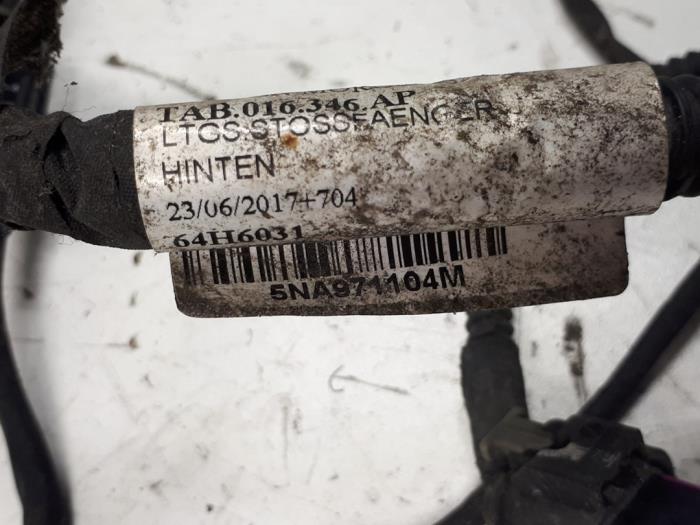 TAB.016.346.AP
LTGS.STOSSFAENGER
HINTEN
23/06/2017+704
64H6031
5NA971104M